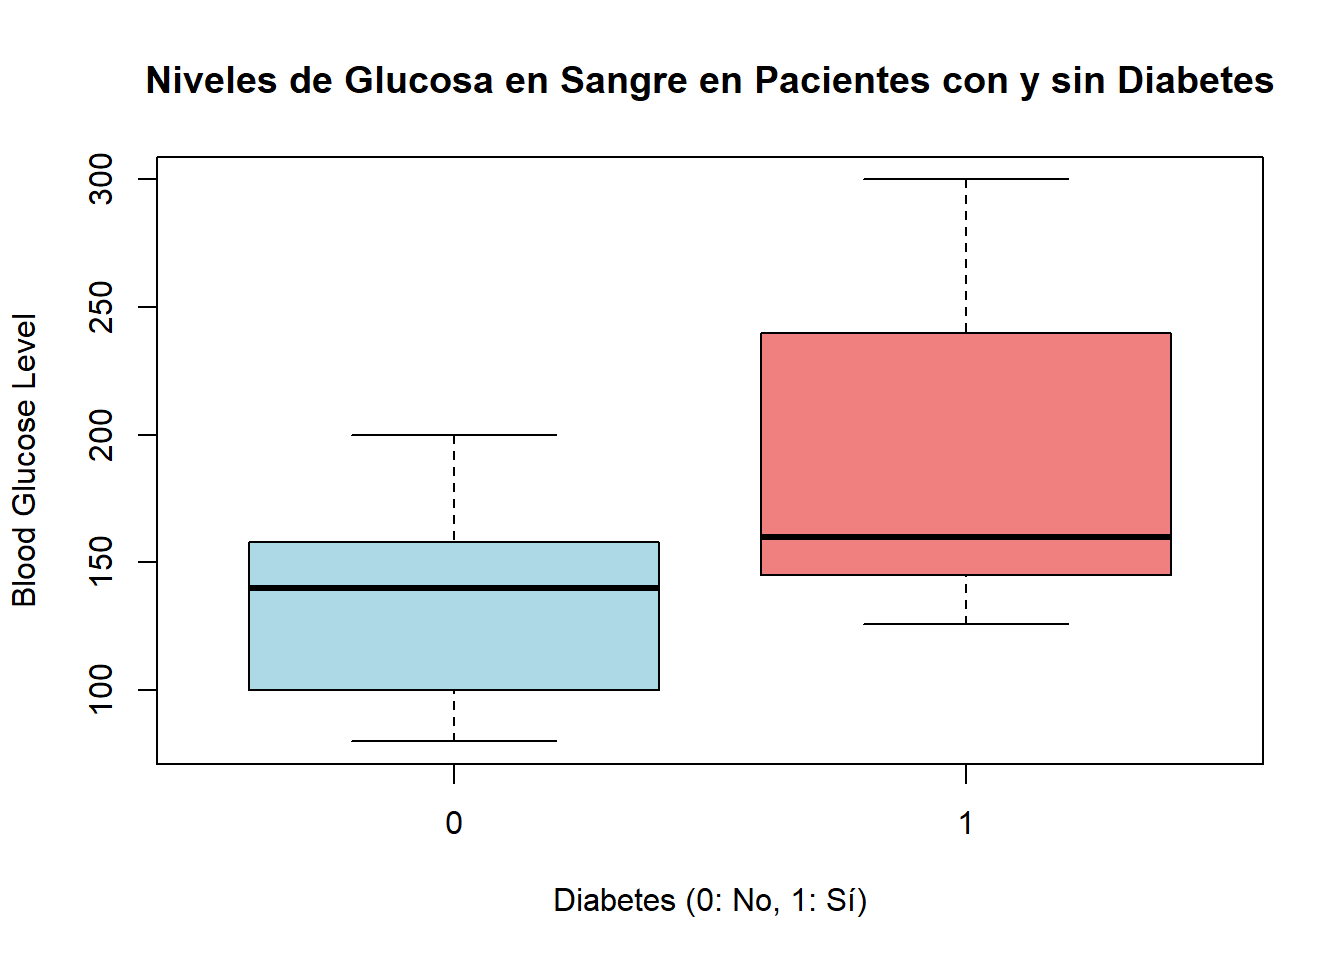 Niveles de Glucosa en Sangre en Pacientes con y sin Diabetes
Blood Glucose Level
300
250
200
150
100
0
1
Diabetes (0: No, 1: Sí)